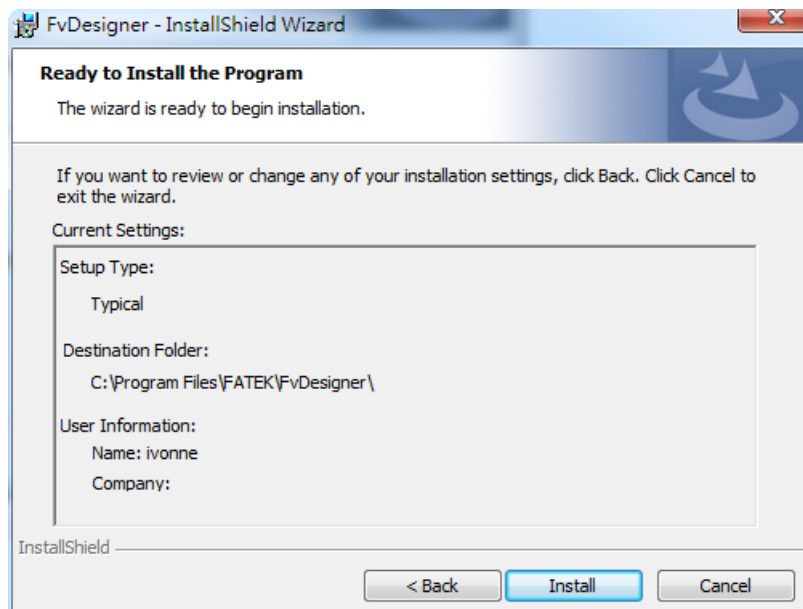 FvDesigner - InstallShield Wizard
Ready to Install the Program
The wizard is ready to begin installation.
If you want to review or change any of your installation settings, click Back. Click Cancel to
exit the wizard.
Current Settings:
Setup Type:
Typical
Destination Folder:
C:\Program Files\FATEK\FvDesigner\
User Information:
Name: ivonne
Company:
InstallShield
< Back
Install
Cancel